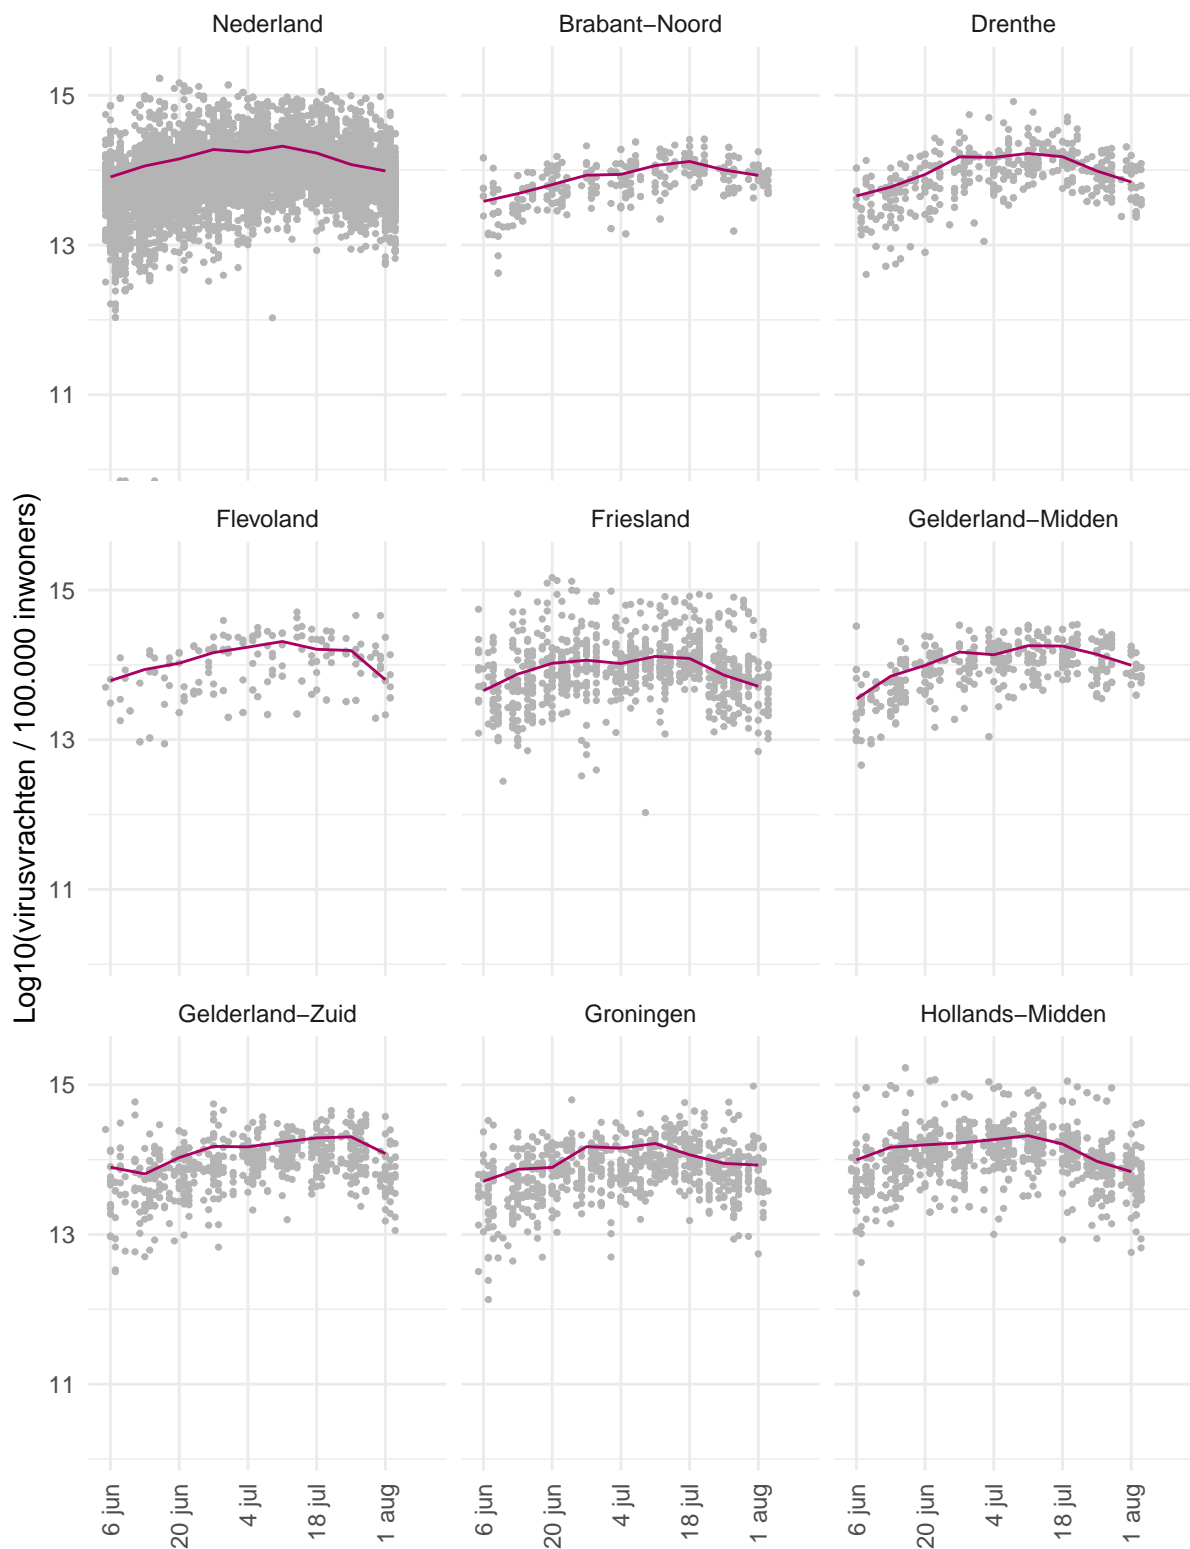 Nederland
Brabant−Noord
Drenthe
15
13
11
Flevoland
Friesland
Gelderland−Midden
15
13
11
Log10(virusvrachten / 100.000 inwoners)
Gelderland−Zuid
Groningen
Hollands−Midden
15
13
11
6 jun
20 jun
4 jul
18 jul
1 aug
6 jun
20 jun
4 jul
18 jul
1 aug
6 jun
20 jun
4 jul
18 jul
1 aug